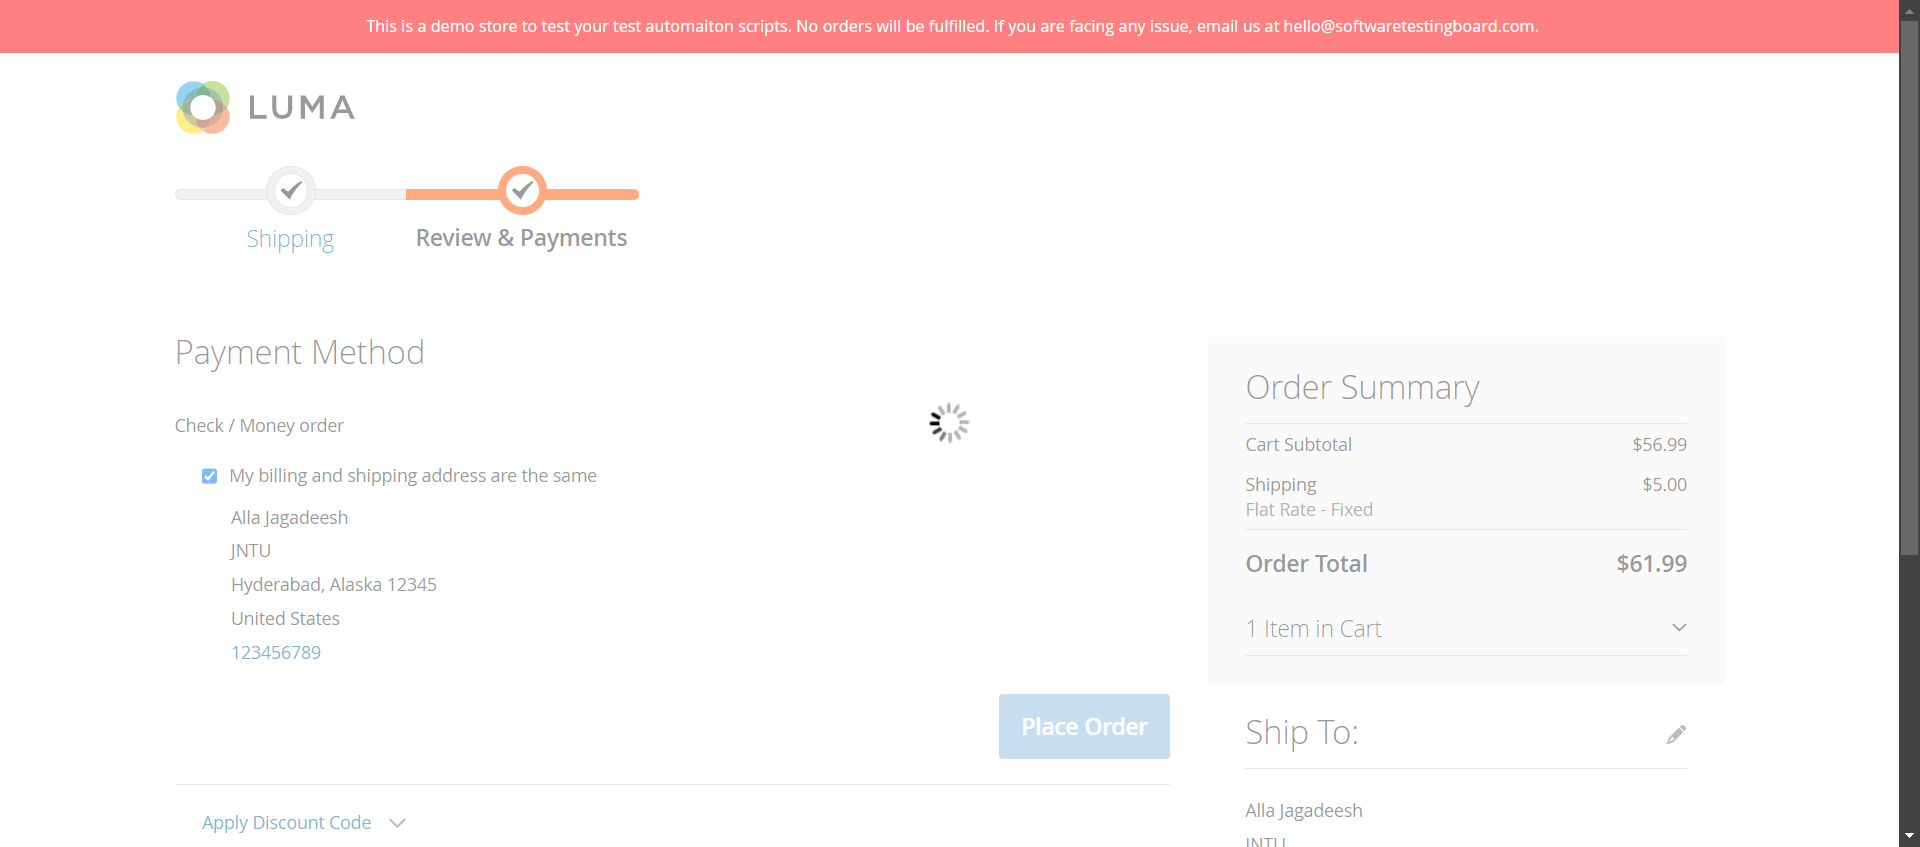 This is a demo store to test your test automaiton scripts. No orders will be fulfilled. If you are facing any issue, email us at hello@softwaretestingboard.com.
LUMA
Shipping
Review & Payments
Payment Method
Check / Money order
My billing and shipping address are the same
Alla Jagadeesh
JNTU
Hyderabad, Alaska 12345
United States
123456789
Place Order
Apply Discount Code
Order Summary
Cart Subtotal $56.99
Shipping $5.00
Flat Rate - Fixed
Order Total $61.99
1 Item in Cart
Ship To:
Alla Jagadeesh
JNTU